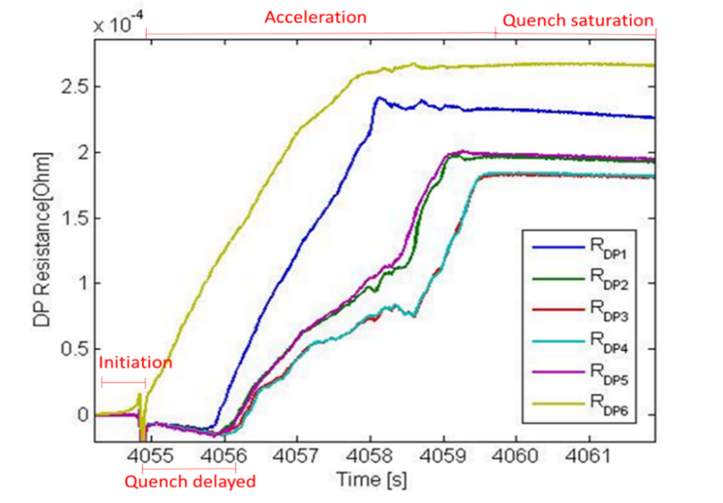 Acceleration
Quench saturation
x 10⁻⁴
2.5
2
1.5
1
0.5
0
DP Resistance[Ohm]
Initiation
Quench delayed
R_DP1
R_DP2
R_DP3
R_DP4
R_DP5
R_DP6
4055 4056 4057 4058 4059 4060 4061
Time [s]